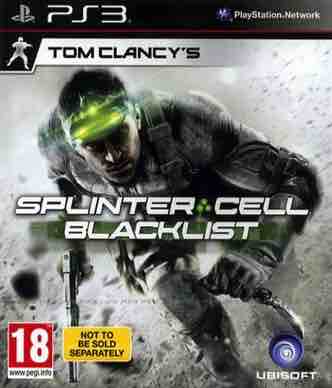 PS3
PlayStation®Network
TOM CLANCY'S
SPLINTER CELL
BLACKLIST
18
www.pegi.info
NOT TO
BE SOLD
SEPARATELY
UBISOFT